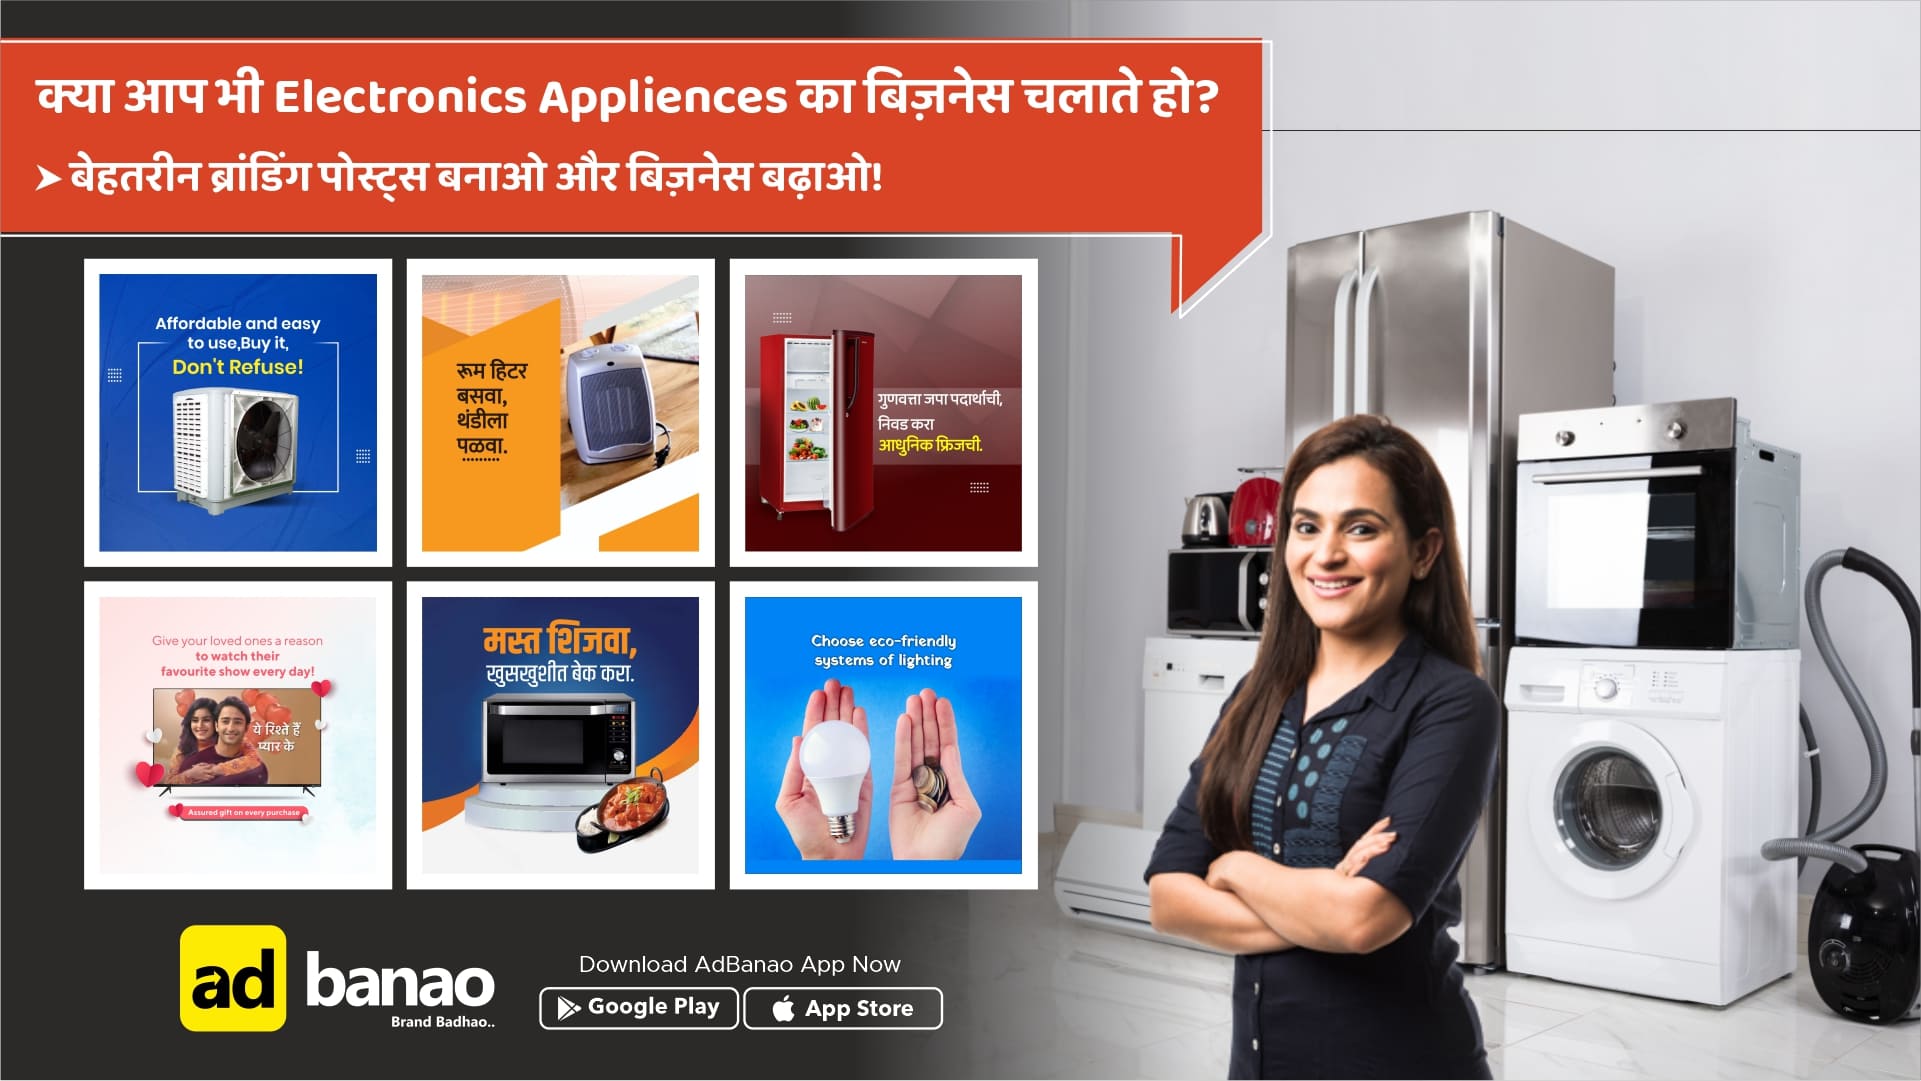 क्या आप भी Electronics Appliences का बिज़नेस चलाते हो?
➤ बेहतरीन ब्रांडिंग पोस्ट्स बनाओ और बिज़नेस बढ़ाओ!
Affordable and easy
to use,Buy it,
Don't Refuse!
रूम हिटर
बसवा,
थंडीला
पळवा.
गुणवत्ता जपा पदार्थाची,
निवड करा
आधुनिक फ्रिजची.
Give your loved ones a reason
to watch their
favourite show every day!
ये रिश्ते हैं
प्यार के
Assured gift on every purchase
मस्त शिजवा,
खुसखुशीत बेक करा.
Choose eco-friendly
systems of lighting
ad banao
Brand Badhao..
Download AdBanao App Now
Google Play
App Store